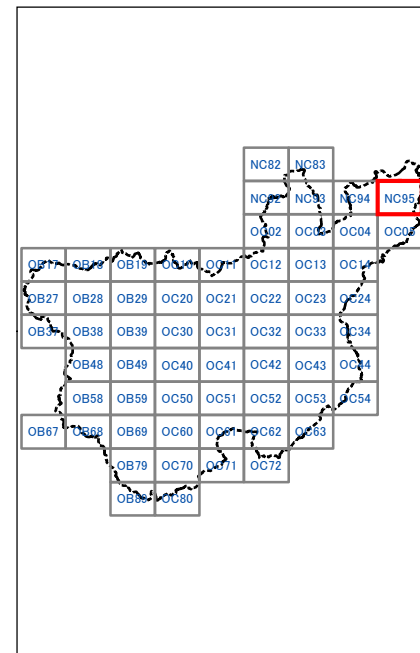 NC82 NC83
NC92 NC93 NC94 NC95
OC02 OC03 OC04 OC05
OB17 OB18 OB19 OC10 OC11 OC12 OC13 OC14
OB27 OB28 OB29 OC20 OC21 OC22 OC23 OC24
OB37 OB38 OB39 OC30 OC31 OC32 OC33 OC34
OB48 OB49 OC40 OC41 OC42 OC43 OC44
OB58 OB59 OC50 OC51 OC52 OC53 OC54
OB67 OB68 OB69 OC60 OC61 OC62 OC63
OB79 OC70 OC71 OC72
OB89 OC80